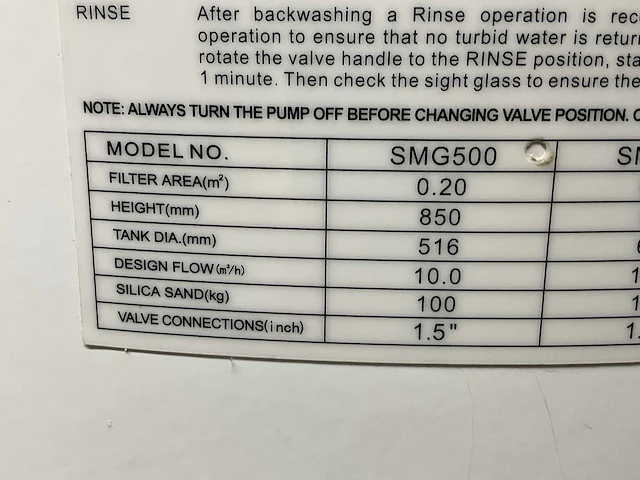 RINSE After backwashing a Rinse operation is
operation to ensure that no turbid water is
rotate the valve handle to the RINSE position,
1 minute. Then check the sight glass to ensure the
NOTE: ALWAYS TURN THE PUMP OFF BEFORE CHANGING VALVE POSITION.
MODEL NO. SMG500
FILTER AREA(m²) 0.20
HEIGHT(mm) 850
TANK DIA.(mm) 516
DESIGN FLOW(m³/h) 10.0
SILICA SAND(kg) 100
VALVE CONNECTIONS(inch) 1.5"